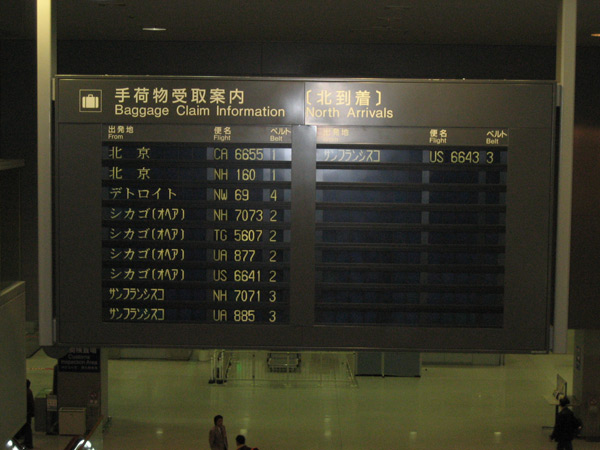 手荷物受取案内 〔北到着〕
Baggage Claim Information North Arrivals
出発地 便名 ベルト 出発地 便名 ベルト
From Flight Belt From Flight Belt
北 京 CA 6655 1 サンフランシスコ US 6643 3
北 京 NH 160 1
デトロイト NW 69 4
シカゴ(オヘア) NH 7073 2
シカゴ(オヘア) TG 5607 2
シカゴ(オヘア) UA 877 2
シカゴ(オヘア) US 6641 2
サンフランシスコ NH 7071 3
サンフランシスコ UA 885 3
Customs
Inspection Area